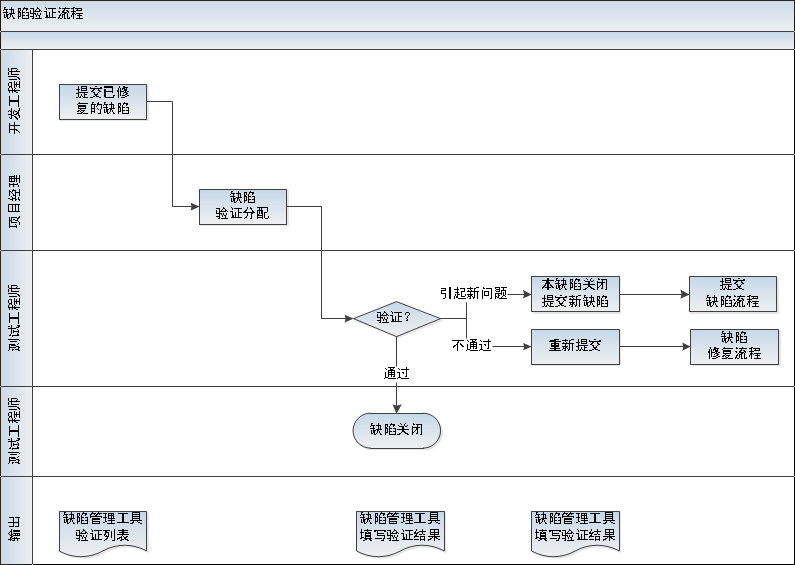 缺陷验证流程
开发工程师
提交已修
复的缺陷
项目经理
缺陷
验证分配
测试工程师
验证？
引起新问题
本缺陷关闭
提交新缺陷
提交
缺陷流程
不通过
重新提交
缺陷
修复流程
通过
测试工程师
缺陷关闭
输出
缺陷管理工具
验证列表
缺陷管理工具
填写验证结果
缺陷管理工具
填写验证结果